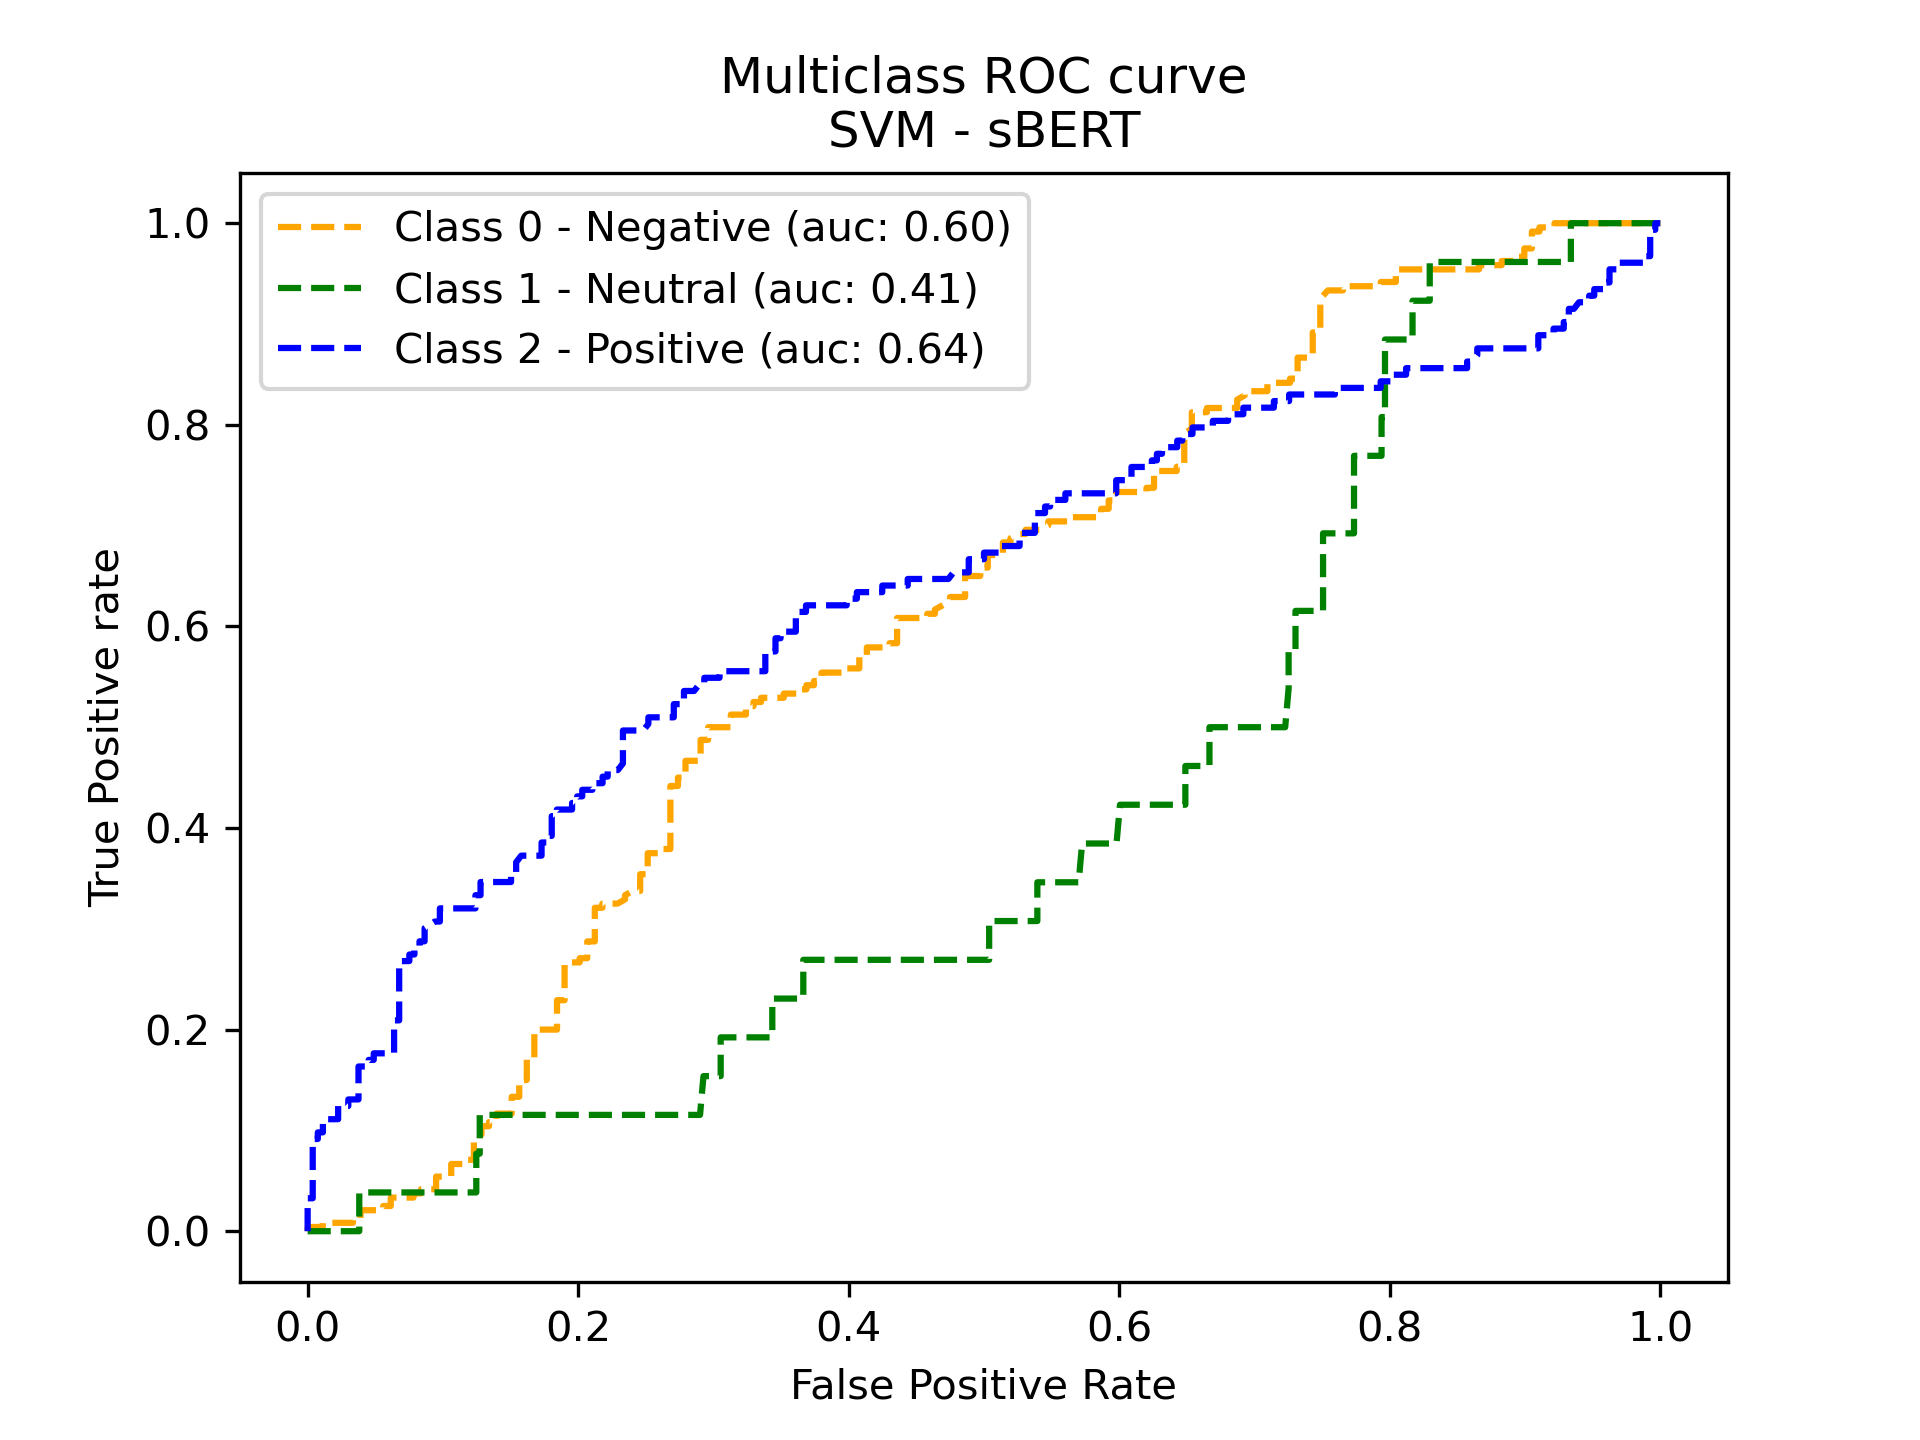 Multiclass ROC curve
SVM - sBERT
Class 0 - Negative (auc: 0.60)
Class 1 - Neutral (auc: 0.41)
Class 2 - Positive (auc: 0.64)
True Positive rate
1.0
0.8
0.6
0.4
0.2
0.0
0.0 0.2 0.4 0.6 0.8 1.0
False Positive Rate